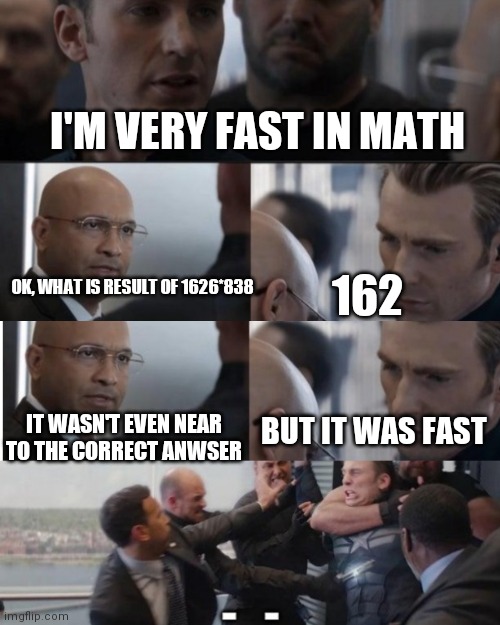 I'M VERY FAST IN MATH
OK, WHAT IS RESULT OF 1626*838
162
IT WASN'T EVEN NEAR
TO THE CORRECT ANWSER
BUT IT WAS FAST
- -
imgflip.com